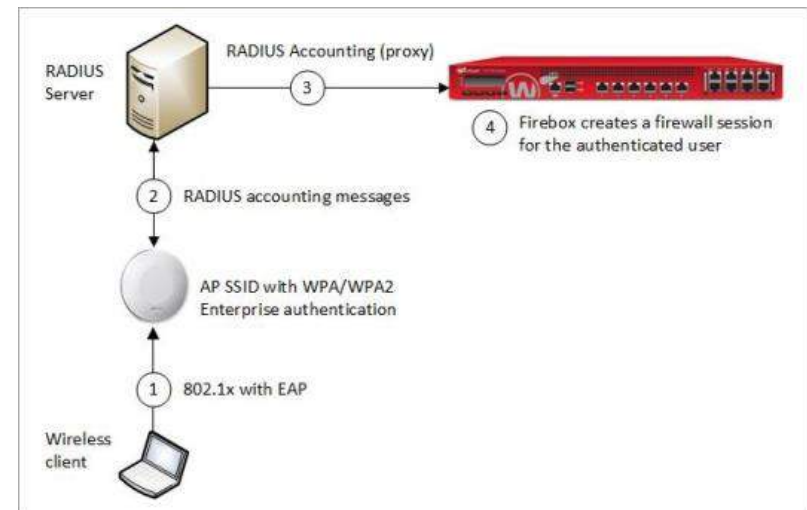 RADIUS Accounting (proxy)
RADIUS
Server
3
W
4
Firebox creates a firewall session
for the authenticated user
2
RADIUS accounting messages
AP SSID with WPA/WPA2
Enterprise authentication
1
802.1x with EAP
Wireless
client